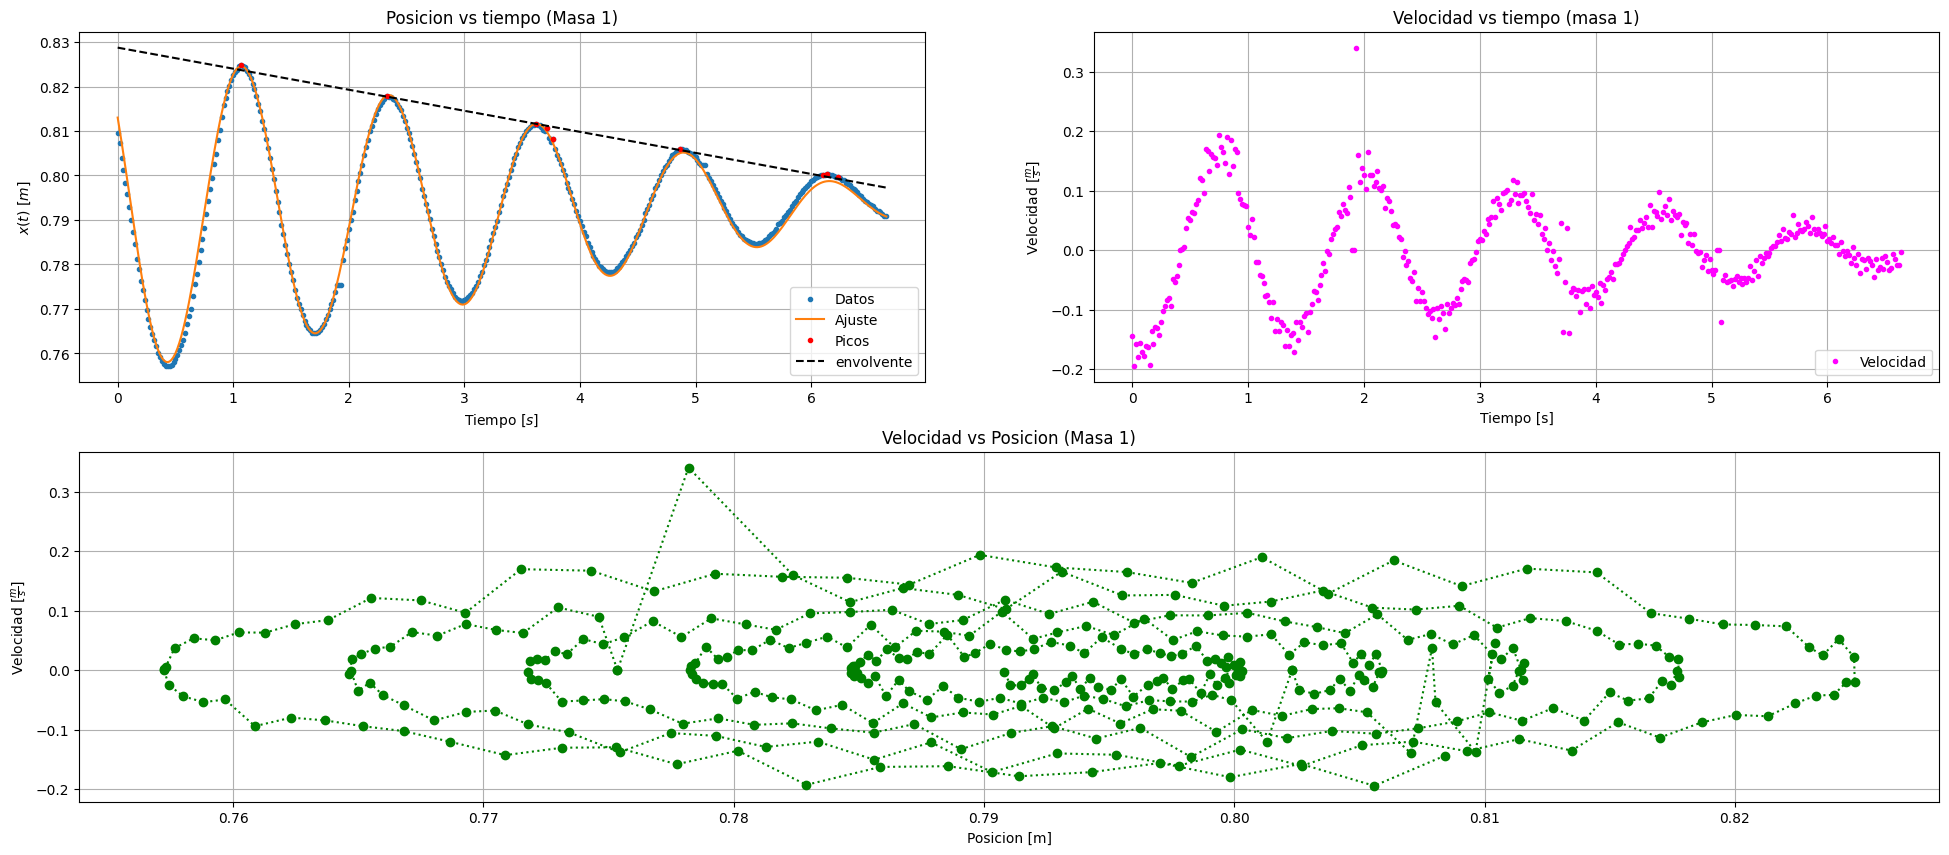 Posicion vs tiempo (Masa 1)
0.83
0.82
0.81
0.80
0.79
0.78
0.77
0.76
x(t) [m]
0 1 2 3 4 5 6
Tiempo [s]
Datos
Ajuste
Picos
envolvente
Velocidad vs tiempo (masa 1)
0.3
0.2
0.1
0.0
−0.1
−0.2
Velocidad [m/s]
0 1 2 3 4 5 6
Tiempo [s]
Velocidad
Velocidad vs Posicion (Masa 1)
0.3
0.2
0.1
0.0
−0.1
−0.2
Velocidad [m/s]
0.76 0.77 0.78 0.79 0.80 0.81 0.82
Posicion [m]